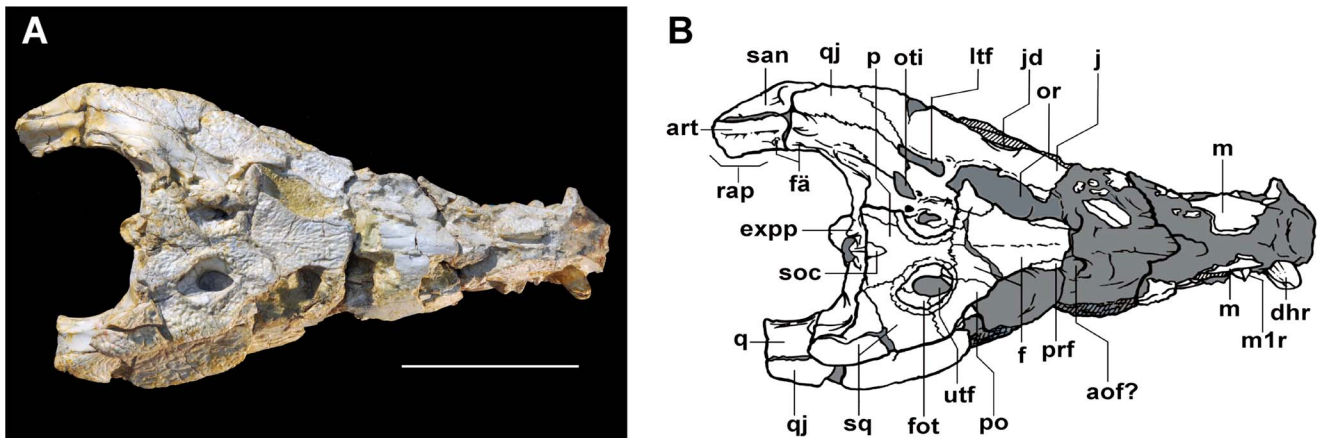 A
B
san qj p oti ltf jd or j
art
m
rap fä
expp
soc
q
m dhr
m1r
qj sq fot utf po f prf aof?